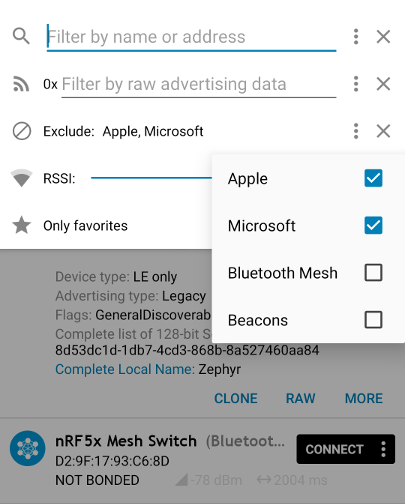 Filter by name or address
0x Filter by raw advertising data
Exclude: Apple, Microsoft
RSSI:
Apple
Microsoft
Only favorites
Bluetooth Mesh
Beacons
Device type: LE only
Advertising type: Legacy
Flags: GeneralDiscoverab
Complete list of 128-bit S
8d53dc1d-1db7-4cd3-868b-8a527460aa84
Complete Local Name: Zephyr
CLONE RAW MORE
nRF5x Mesh Switch (Bluetoot...
CONNECT
D2:9F:17:93:C6:8D
NOT BONDED -78 dBm 2004 ms